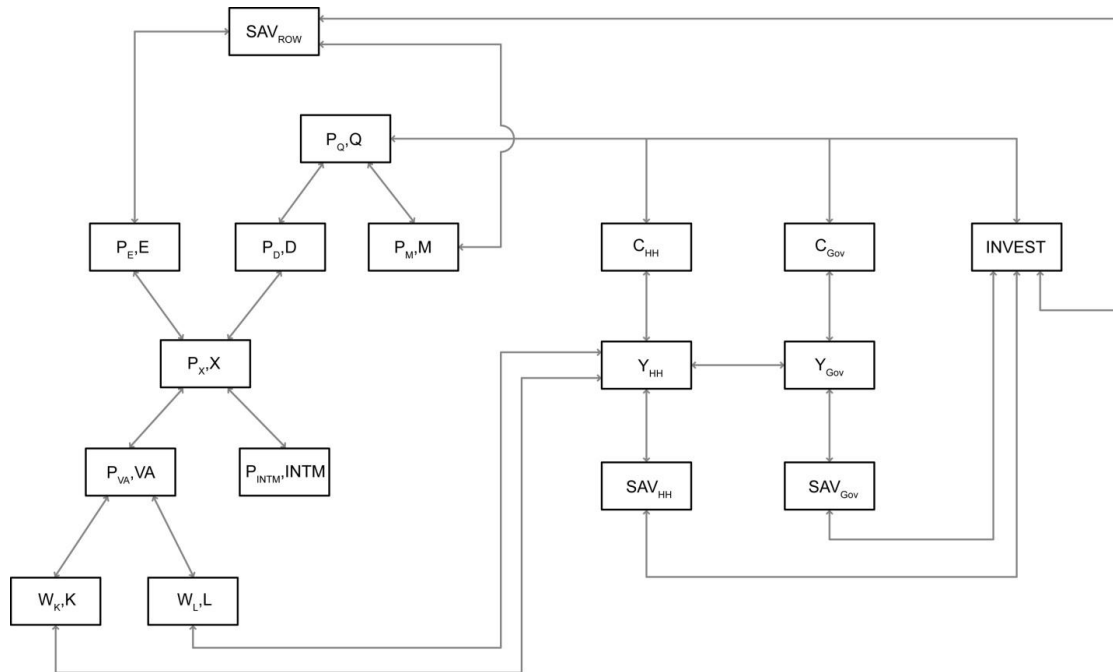 SAV_ROW
P_Q,Q
P_E,E
P_D,D
P_M,M
C_HH
C_Gov
INVEST
P_X,X
Y_HH
Y_Gov
P_VA,VA
P_INTM,INTM
SAV_HH
SAV_Gov
W_K,K
W_L,L